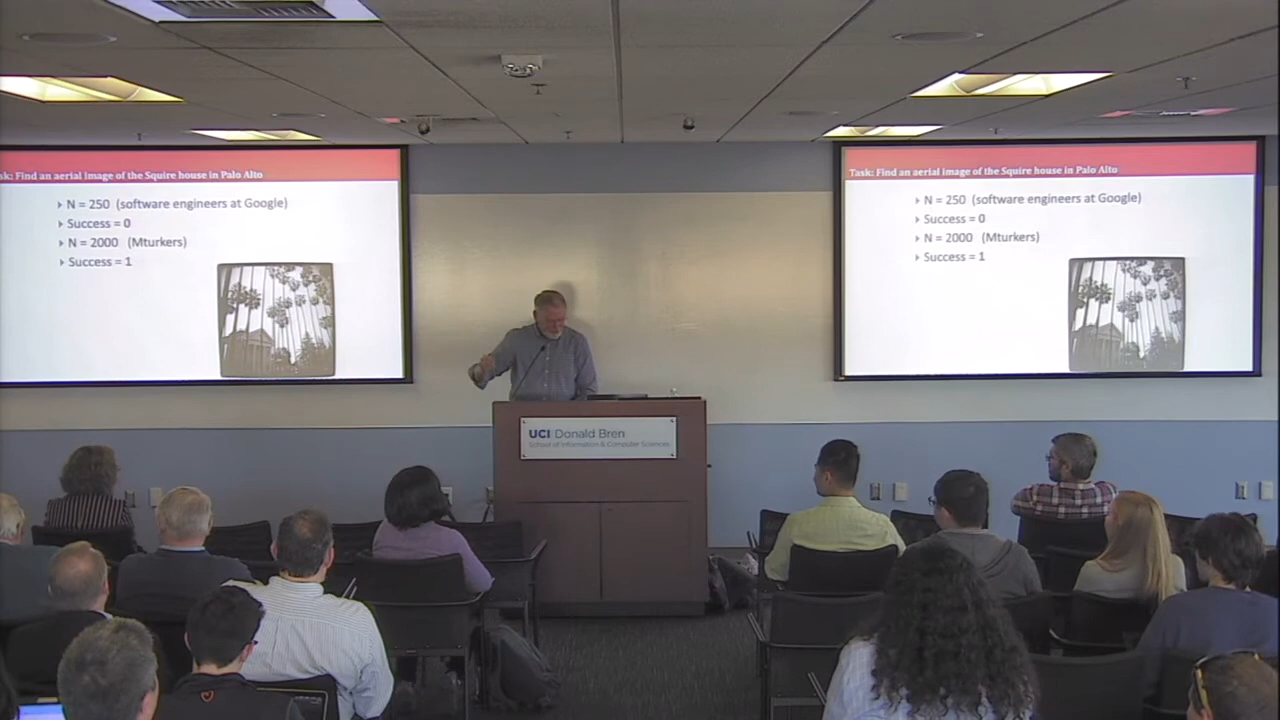 sk: Find an aerial image of the Squire house in Palo Alto
N = 250 (software engineers at Google)
Success = 0
N = 2000 (Mturkers)
Success = 1
Task: Find an aerial image of the Squire house in Palo Alto
N = 250 (software engineers at Google)
Success = 0
N = 2000 (Mturkers)
Success = 1
UCI Donald Bren
School of Information & Computer Sciences